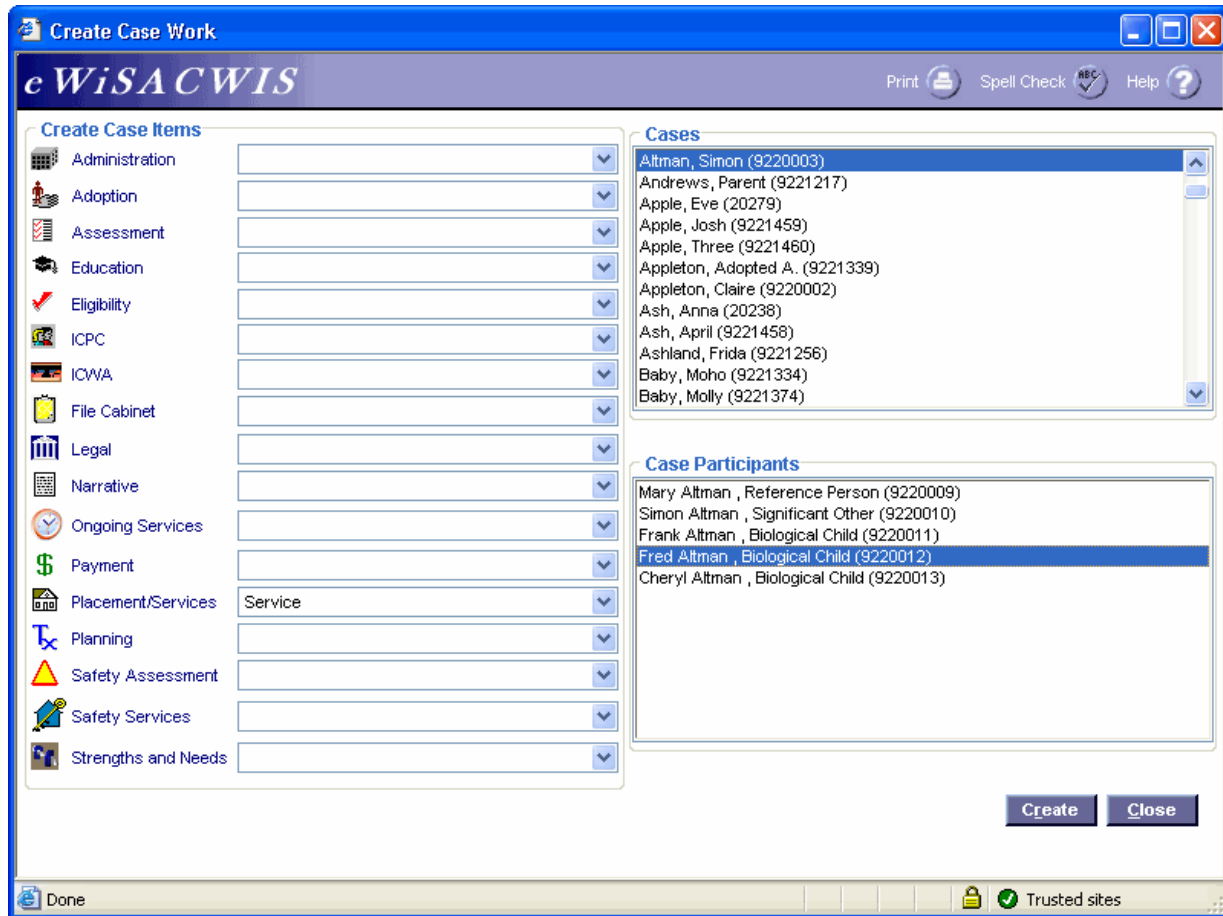 Create Case Work
eWiSACWIS
Print
Spell Check
ABC
Help
?
Create Case Items
Administration
Adoption
Assessment
Education
Eligibility
ICPC
ICWA
File Cabinet
Legal
Narrative
Ongoing Services
$ Payment
Placement/Services Service
Tx Planning
Safety Assessment
Safety Services
Strengths and Needs
Cases
Altman, Simon (9220003)
Andrews, Parent (9221217)
Apple, Eve (20279)
Apple, Josh (9221459)
Apple, Three (9221460)
Appleton, Adopted A. (9221339)
Appleton, Claire (9220002)
Ash, Anna (20238)
Ash, April (9221458)
Ashland, Frida (9221256)
Baby, Moho (9221334)
Baby, Molly (9221374)
Case Participants
Mary Altman , Reference Person (9220009)
Simon Altman , Significant Other (9220010)
Frank Altman , Biological Child (9220011)
Fred Altman , Biological Child (9220012)
Cheryl Altman , Biological Child (9220013)
Create Close
Done Trusted sites